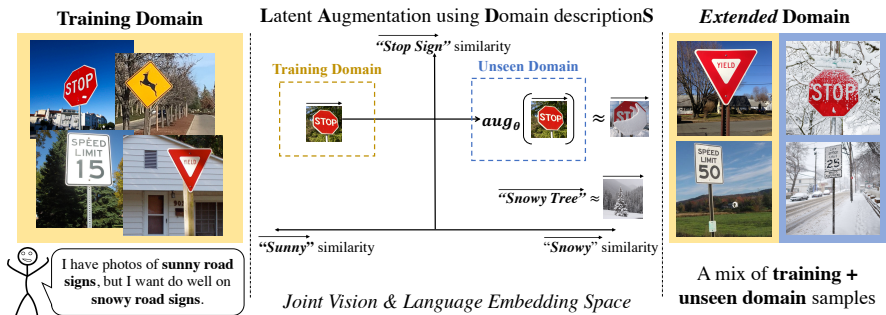 Training Domain
STOP
SPEED
LIMIT
15
YIELD
I have photos of sunny road
signs, but I want do well on
snowy road signs.
Latent Augmentation using Domain descriptionS
"Stop Sign" similarity
Training Domain
STOP
Unseen Domain
augθ(STOP) ≈
"Snowy Tree" ≈
"Sunny" similarity
"Snowy" similarity
Joint Vision & Language Embedding Space
Extended Domain
YIELD
STOP
SPEED
LIMIT
50
SPEED
LIMIT
25
A mix of training +
unseen domain samples